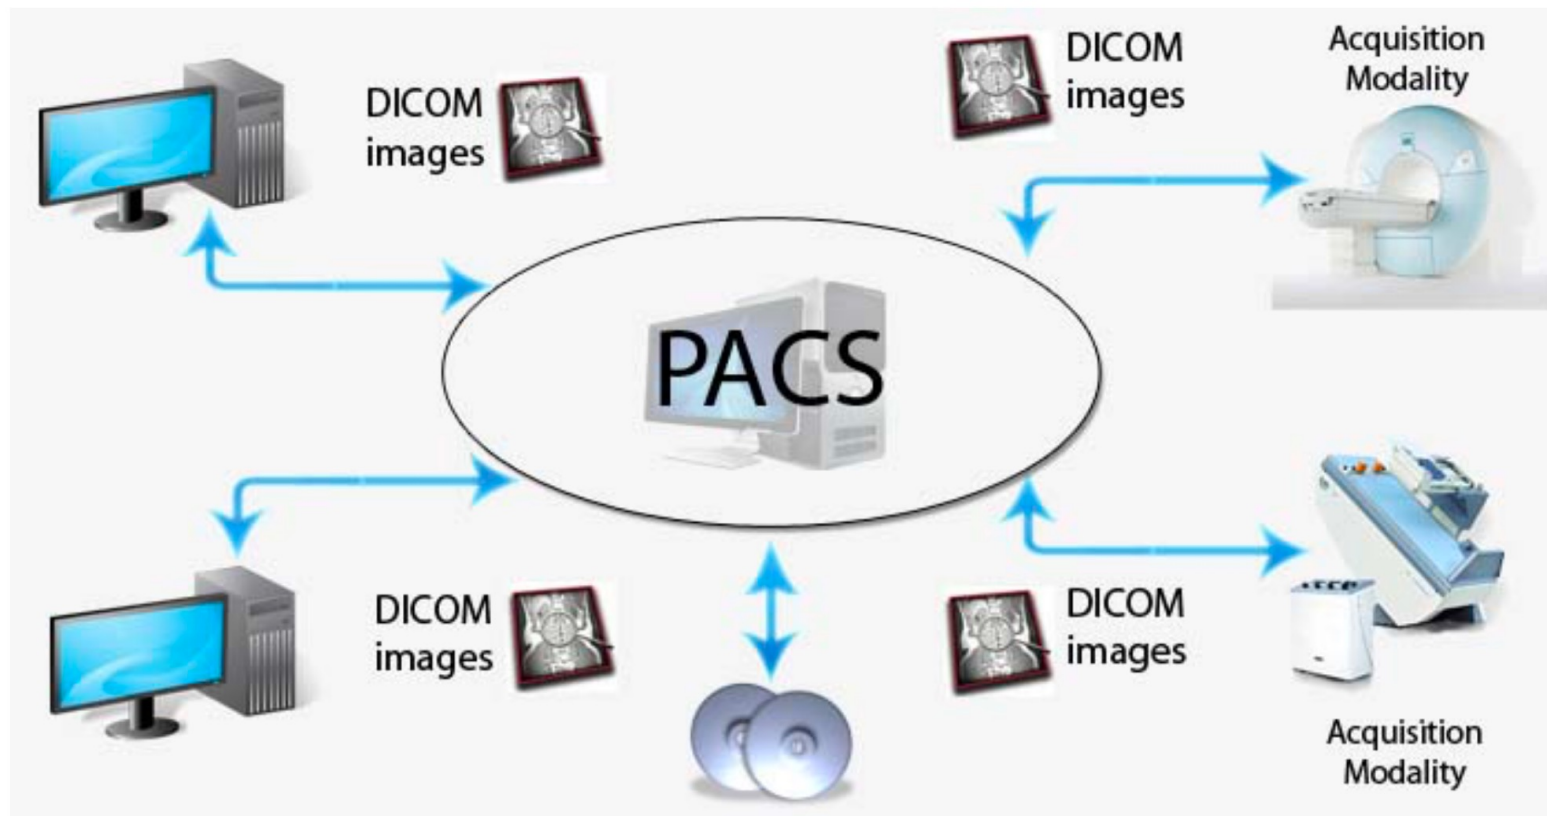 DICOM
images
DICOM
images
Acquisition
Modality
PACS
DICOM
images
DICOM
images
Acquisition
Modality